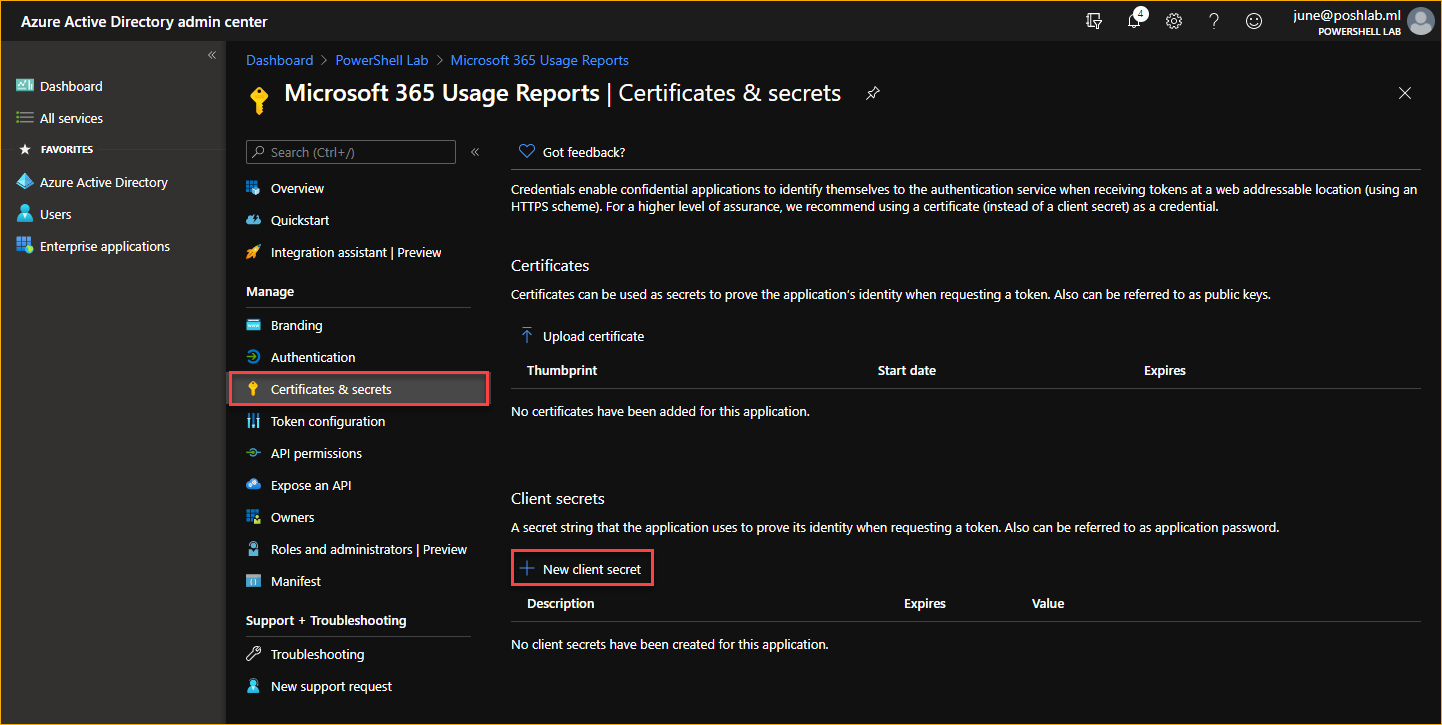 Azure Active Directory admin center
4
june@poshlab.ml
POWERSHELL LAB
«
Dashboard
All services
FAVORITES
Azure Active Directory
Users
Enterprise applications
Dashboard > PowerShell Lab > Microsoft 365 Usage Reports
Microsoft 365 Usage Reports | Certificates & secrets
Search (Ctrl+/)
«
Overview
Quickstart
Integration assistant | Preview
Manage
Branding
Authentication
Certificates & secrets
Token configuration
API permissions
Expose an API
Owners
Roles and administrators | Preview
Manifest
Support + Troubleshooting
Troubleshooting
New support request
Got feedback?
Credentials enable confidential applications to identify themselves to the authentication service when receiving tokens at a web addressable location (using an
HTTPS scheme). For a higher level of assurance, we recommend using a certificate (instead of a client secret) as a credential.
Certificates
Certificates can be used as secrets to prove the application's identity when requesting a token. Also can be referred to as public keys.
Upload certificate
Thumbprint Start date Expires
No certificates have been added for this application.
Client secrets
A secret string that the application uses to prove its identity when requesting a token. Also can be referred to as application password.
New client secret
Description Expires Value
No client secrets have been created for this application.